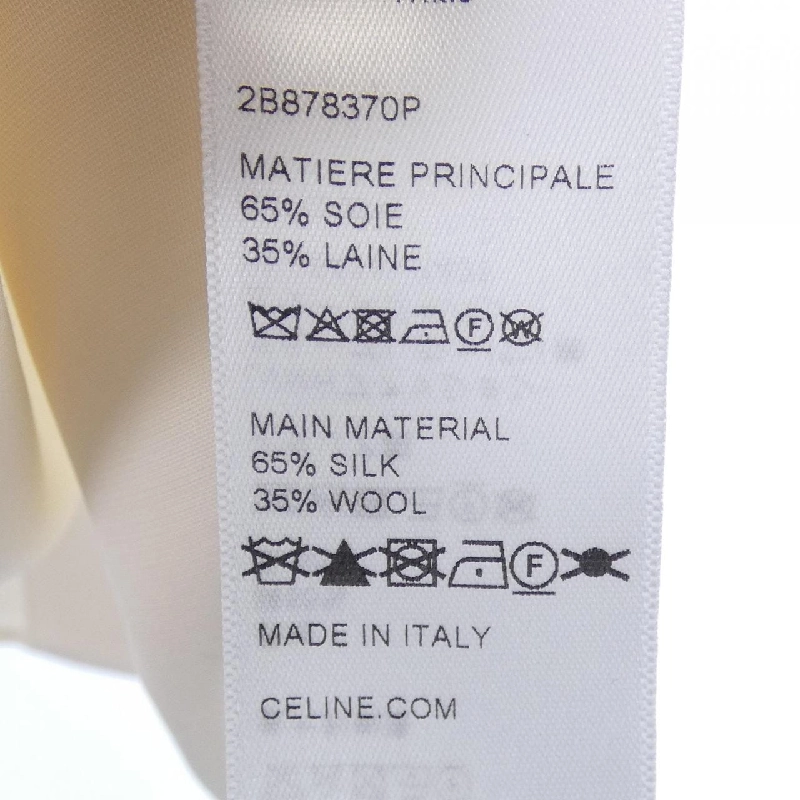 2B878370P
MATIERE PRINCIPALE
65% SOIE
35% LAINE
F W
MAIN MATERIAL
65% SILK
35% WOOL
F
MADE IN ITALY
CELINE.COM